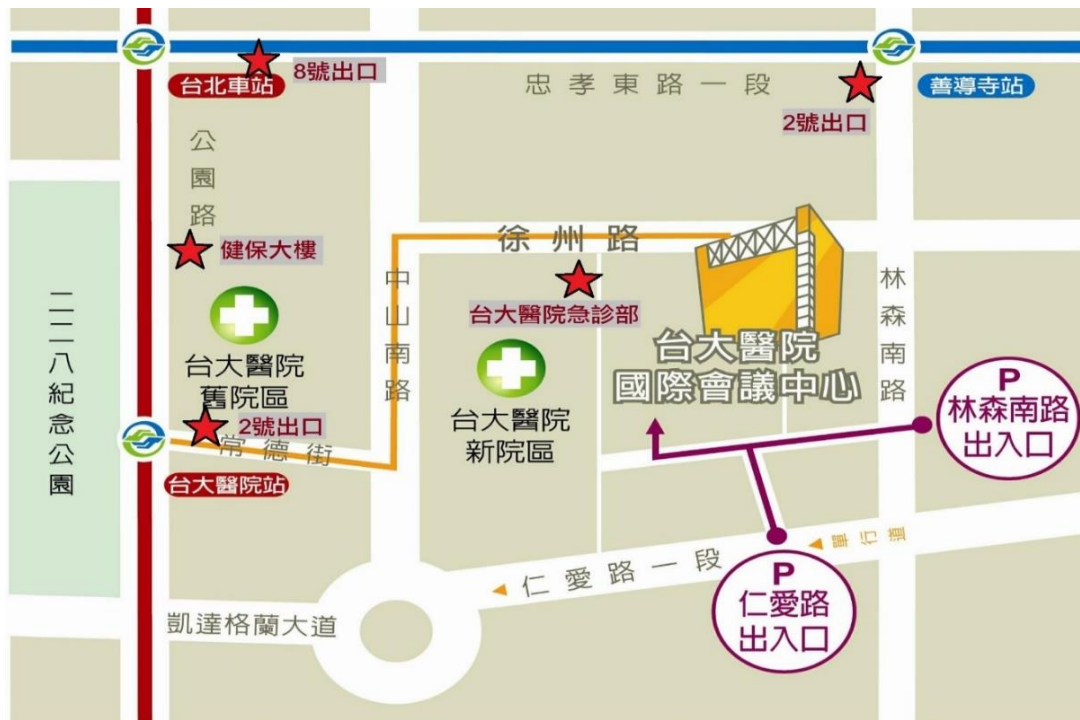 台北車站
8號出口
忠孝東路一段
善導寺站
2號出口
公園路
健保大樓
徐州路
中山南路
林森南路
台大醫院急診部
二二八紀念公園
台大醫院
舊院區
台大醫院
國際會議中心
台大醫院
新院區
P
林森南路
出入口
2號出口
常德街
台大醫院站
單行道
仁愛路一段
P
仁愛路
出入口
凱達格蘭大道